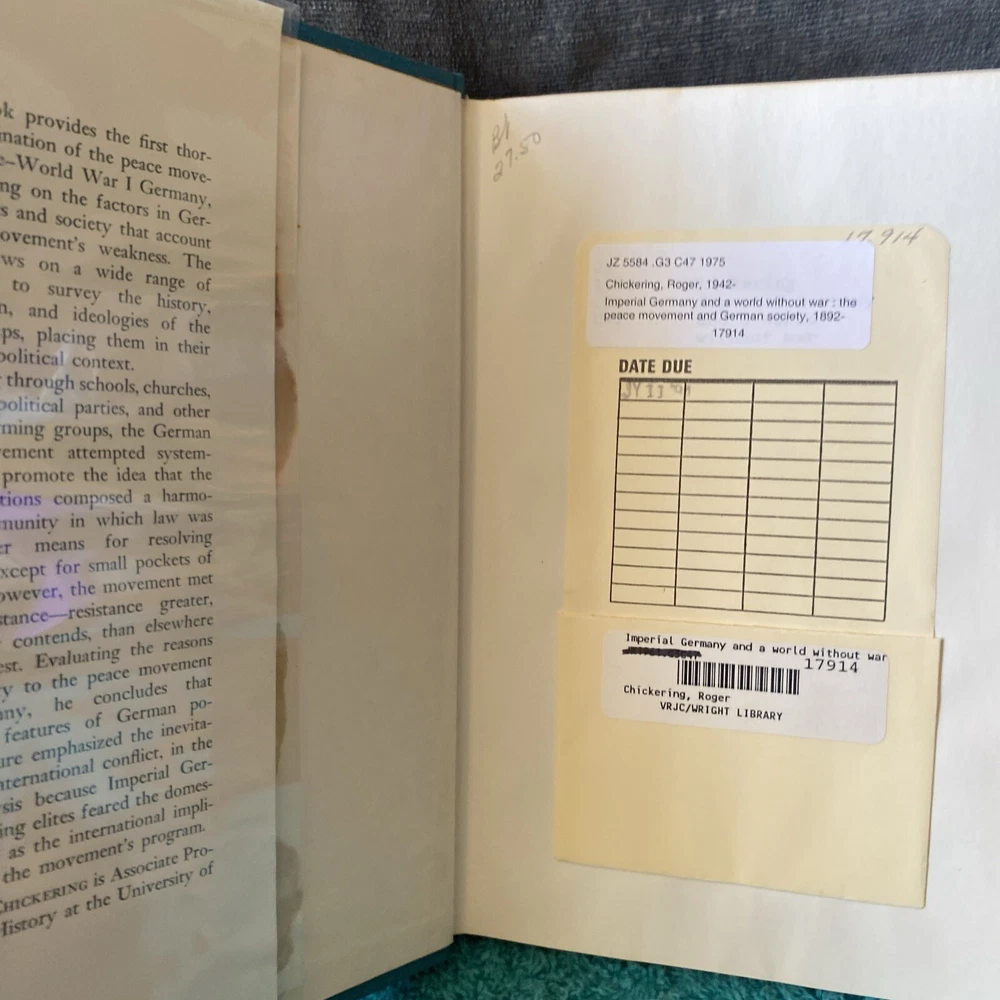 ok provides the first thor-
mation of the peace move-
e–World War I Germany,
ng on the factors in Ger-
s and society that account
ovement's weakness. The
ws on a wide range of
to survey the history,
n, and ideologies of the
ps, placing them in their
political context.
through schools, churches,
political parties, and other
ming groups, the German
ement attempted system-
promote the idea that the
tions composed a harmo-
munity in which law was
er means for resolving
xcept for small pockets of
owever, the movement met
stance—resistance greater,
contends, than elsewhere
est. Evaluating the reasons
y to the peace movement
any, he concludes that
features of German po-
ure emphasized the inevita-
nternational conflict, in the
sis because Imperial Ger-
ing elites feared the domes-
as the international impli-
the movement's program.
CHICKERING is Associate Pro-
History at the University of
27.50
17.914
JZ 5584 .G3 C47 1975
Chickering, Roger, 1942-
Imperial Germany and a world without war : the
peace movement and German society, 1892-
17914
DATE DUE
Imperial Germany and a world without war
17914
Chickering, Roger
VRJC/WRIGHT LIBRARY